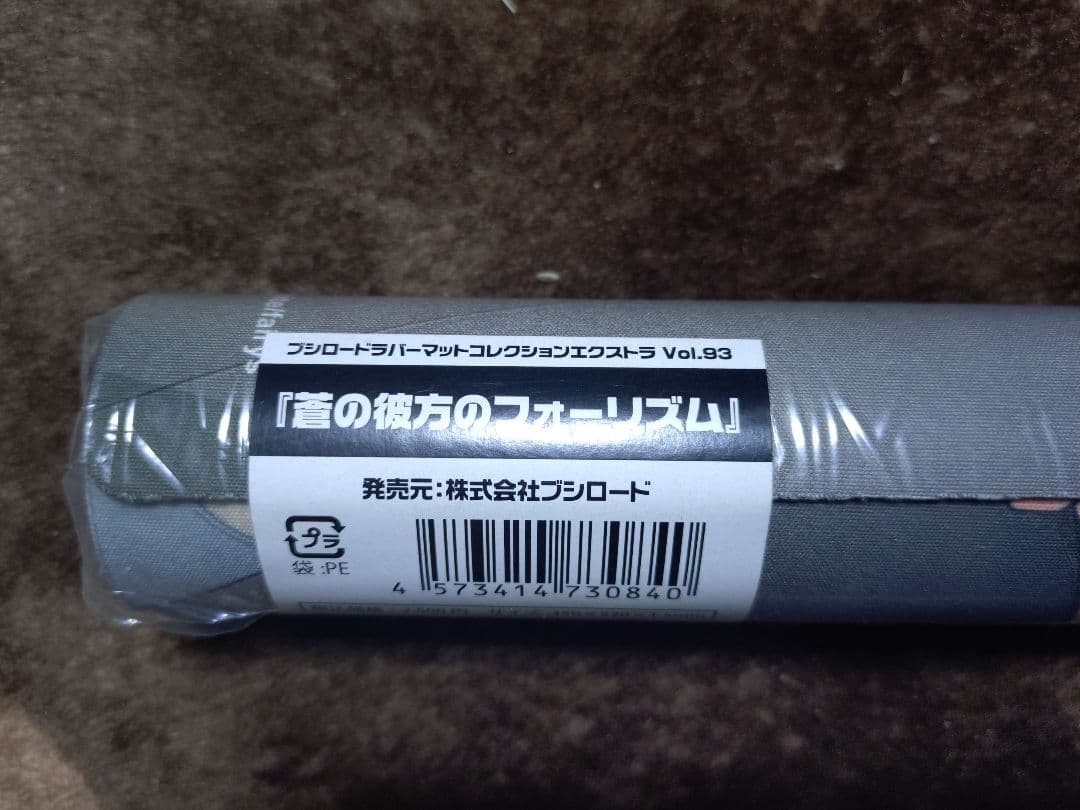 ブシロードラバーマットコレクションエクストラ Vol.93
『蒼の彼方のフォーリズム』
発売元:株式会社ブシロード
プラ
袋:PE
4 573414 730840